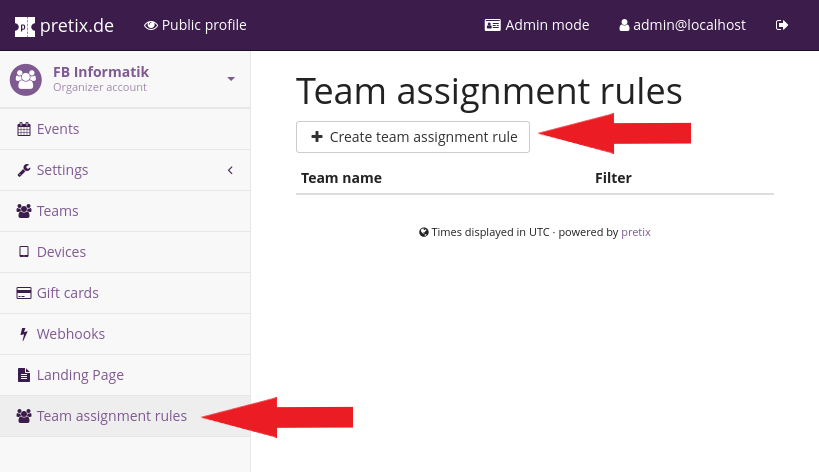 pretix.de
Public profile
Admin mode
admin@localhost
FB Informatik
Organizer account
Events
Settings
Teams
Devices
Gift cards
Webhooks
Landing Page
Team assignment rules
Team assignment rules
Create team assignment rule
Team name Filter
Times displayed in UTC · powered by pretix